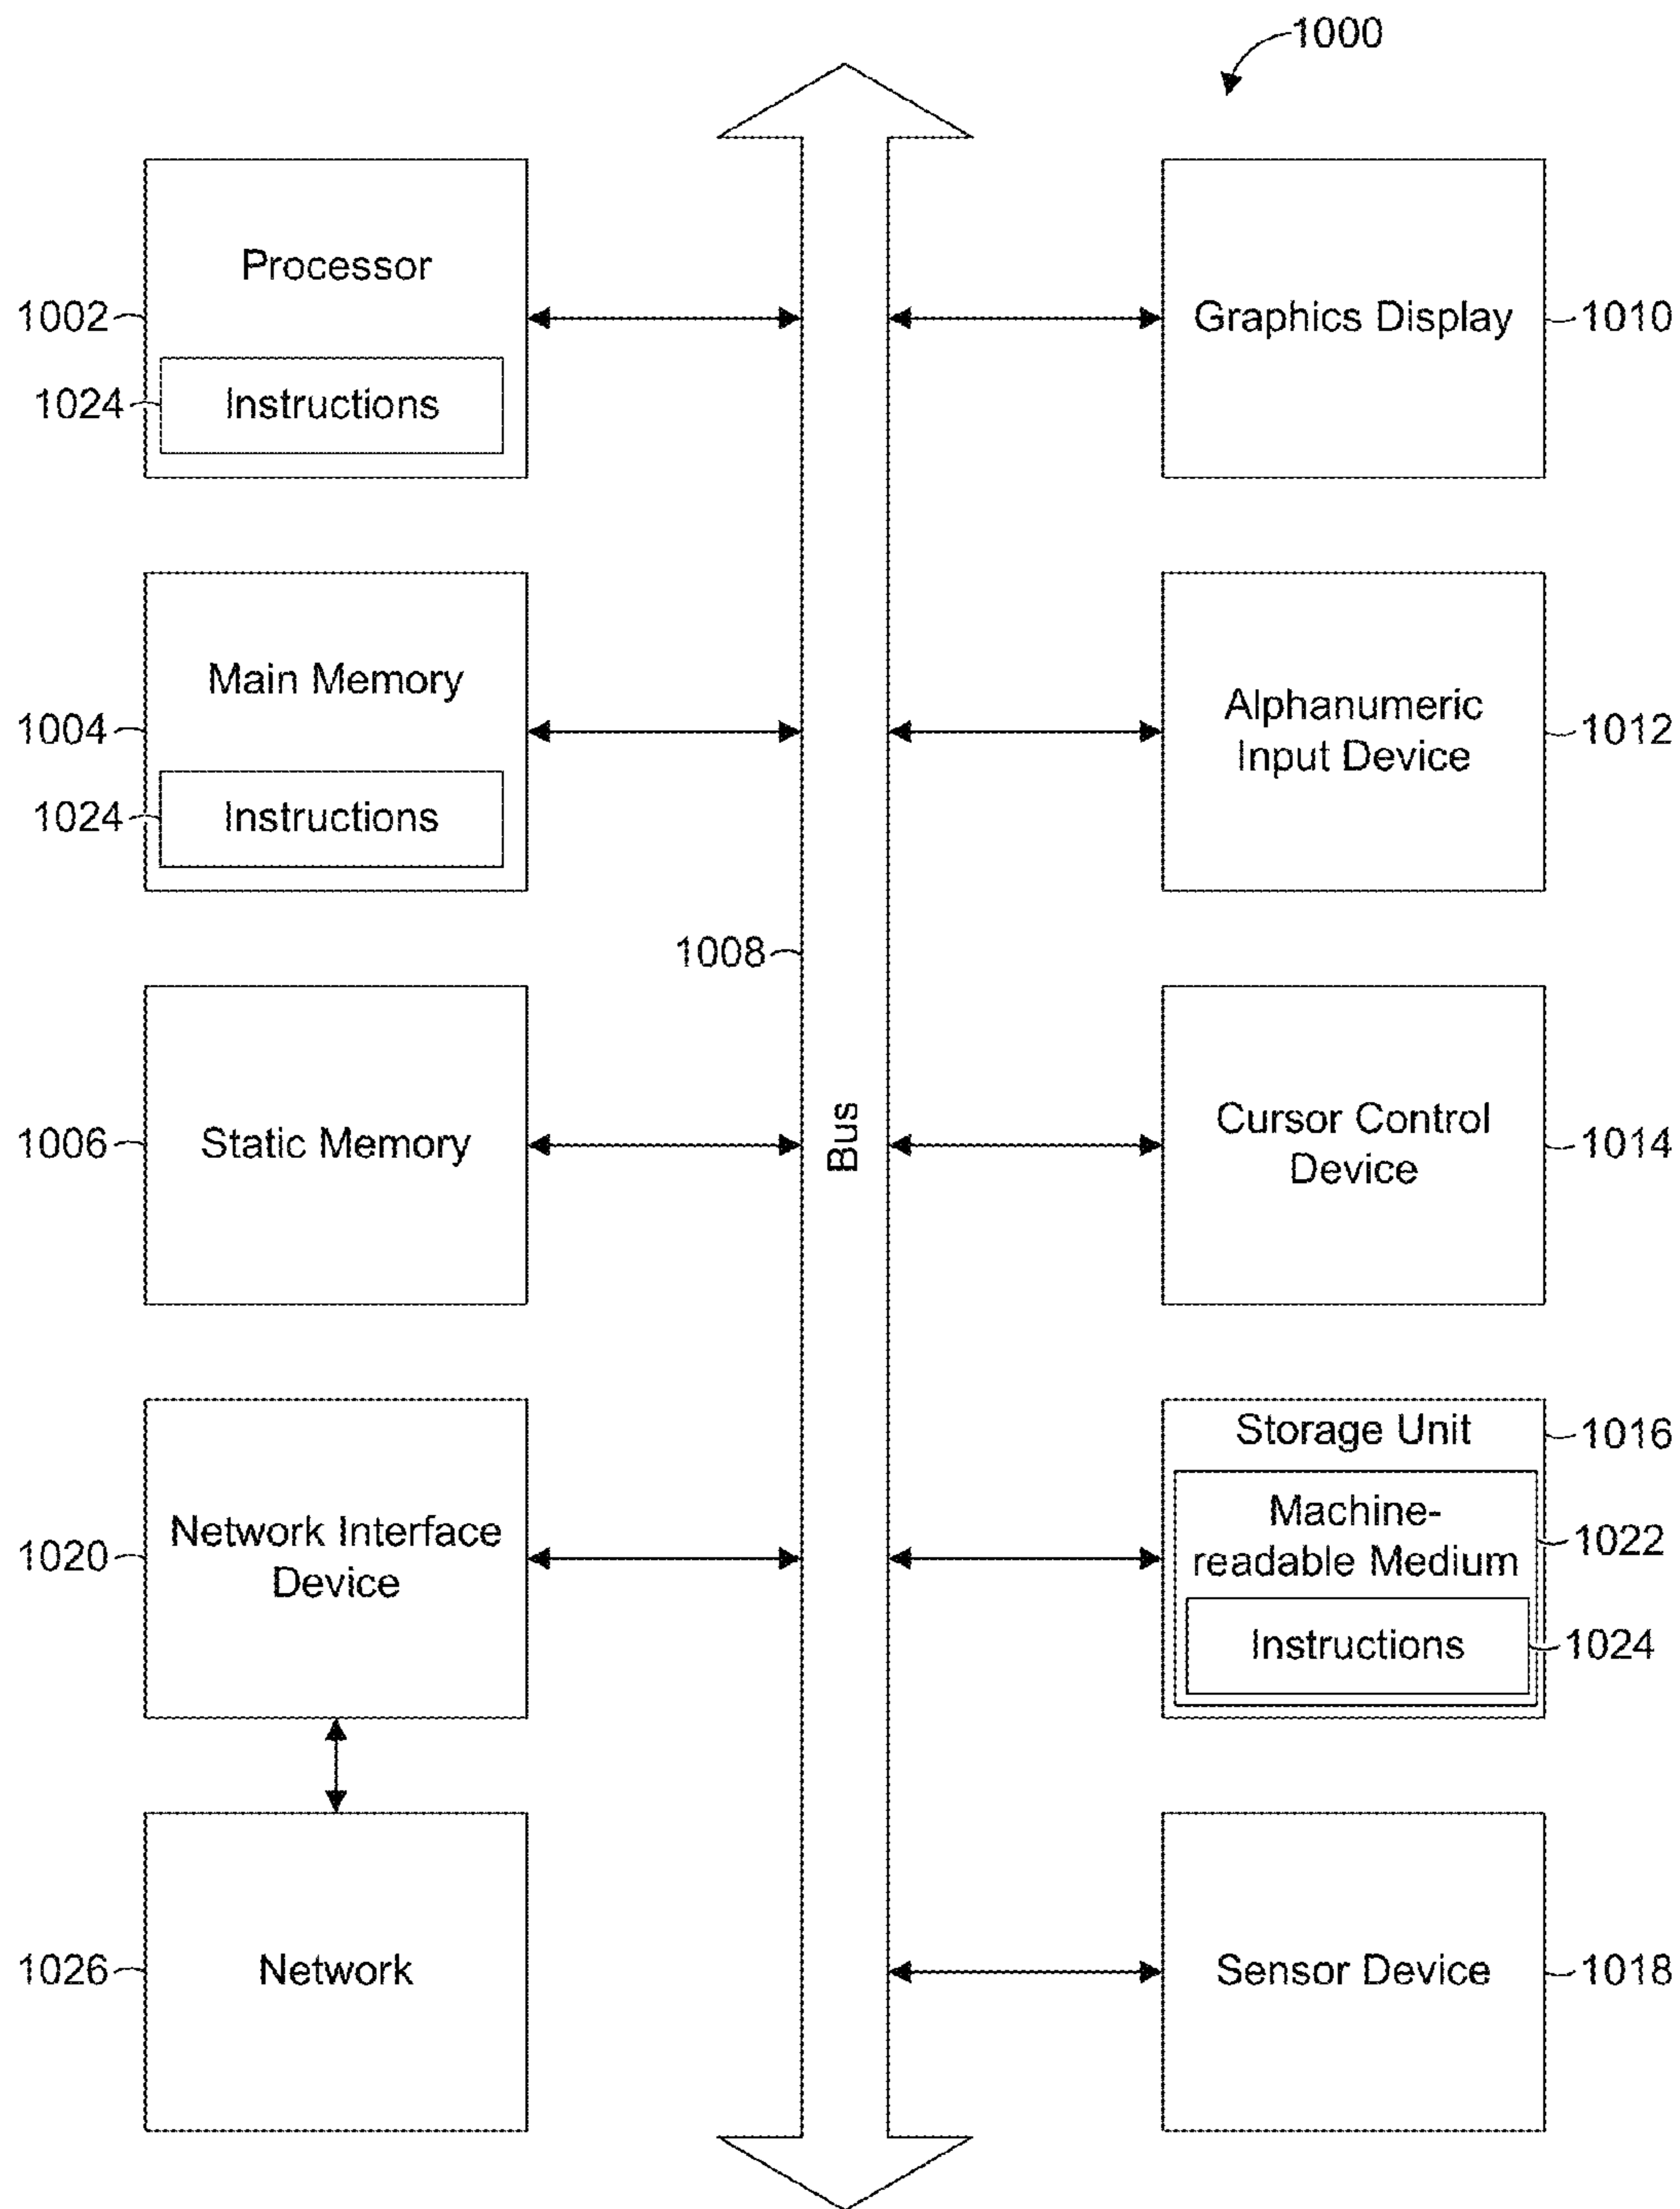 1000
Processor
1002
1024
Instructions
Graphics Display
1010
Main Memory
1004
1024
Instructions
Alphanumeric
Input Device
1012
1008
Bus
Static Memory
1006
Cursor Control
Device
1014
Network Interface
Device
1020
Storage Unit
1016
Machine-
readable Medium
1022
Instructions
1024
Network
1026
Sensor Device
1018